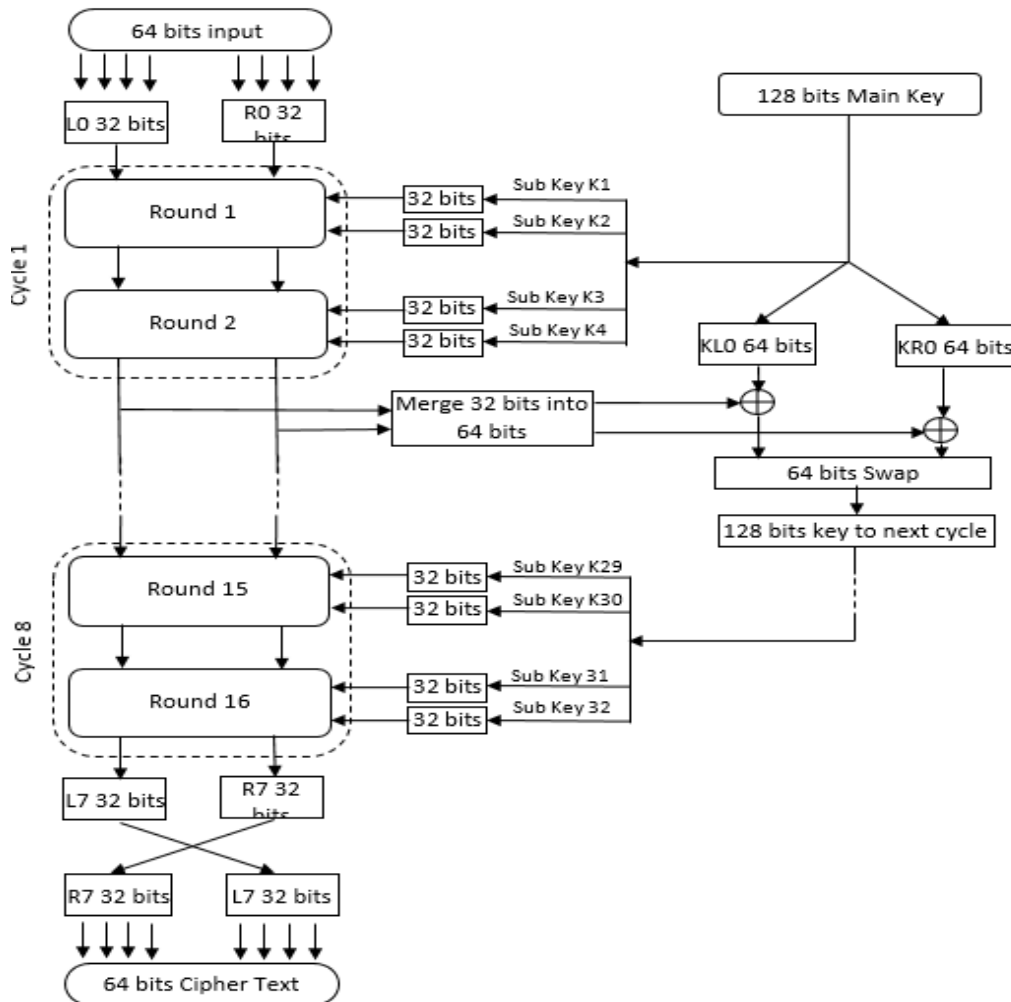 64 bits input
L0 32 bits
R0 32
bits
128 bits Main Key
Cycle 1
Round 1
32 bits
Sub Key K1
32 bits
Sub Key K2
Round 2
32 bits
Sub Key K3
32 bits
Sub Key K4
KL0 64 bits
KR0 64 bits
Merge 32 bits into
64 bits
64 bits Swap
128 bits key to next cycle
Cycle 8
Round 15
32 bits
Sub Key K29
32 bits
Sub Key K30
Round 16
32 bits
Sub Key 31
32 bits
Sub Key 32
L7 32 bits
R7 32
bits
R7 32 bits
L7 32 bits
64 bits Cipher Text